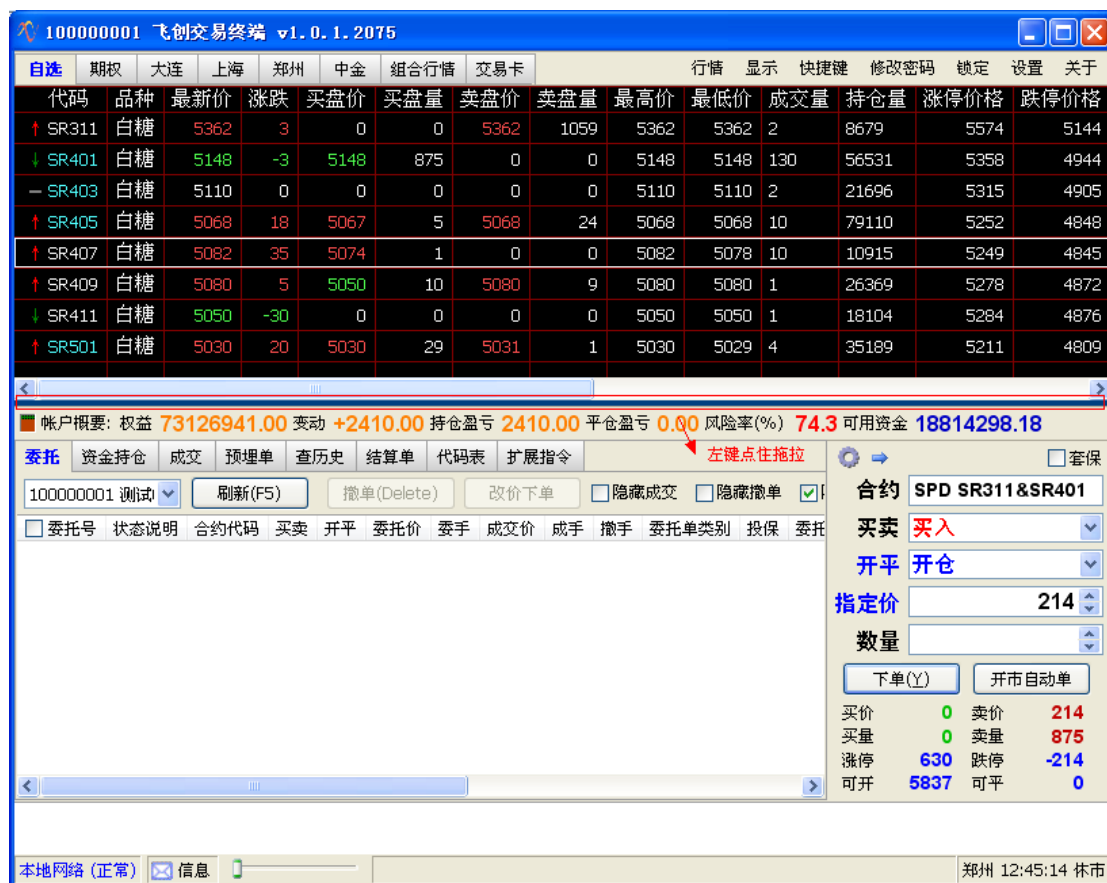 100000001 飞创交易终端 v1.0.1.2075
自选 期权 大连 上海 郑州 中金 组合行情 交易卡 行情 显示 快捷键 修改密码 锁定 设置 关于
代码 品种 最新价 涨跌 买盘价 买盘量 卖盘价 卖盘量 最高价 最低价 成交量 持仓量 涨停价格 跌停价格
↑ SR311 白糖 5362 3 0 0 5362 1059 5362 5362 2 8679 5574 5144
↓ SR401 白糖 5148 -3 5148 875 0 0 5148 5148 130 56531 5358 4944
— SR403 白糖 5110 0 0 0 0 0 5110 5110 2 21696 5315 4905
↑ SR405 白糖 5068 18 5067 5 5068 24 5068 5068 10 79110 5252 4848
↑ SR407 白糖 5082 35 5074 1 0 0 5082 5078 10 10915 5249 4845
↑ SR409 白糖 5080 5 5050 10 5080 9 5080 5080 1 26369 5278 4872
↓ SR411 白糖 5050 -30 0 0 0 0 5050 5050 1 18104 5284 4876
↑ SR501 白糖 5030 20 5030 29 5031 1 5030 5029 4 35189 5211 4809
帐户概要: 权益 73126941.00 变动 +2410.00 持仓盈亏 2410.00 平仓盈亏 0.00 风险率(%) 74.3 可用资金 18814298.18
委托 资金持仓 成交 预埋单 查历史 结算单 代码表 扩展指令 左键点住拖拉
套保
100000001 测试 刷新(F5) 撤单(Delete) 改价下单 隐藏成交 隐藏撤单
委托号 状态说明 合约代码 买卖 开平 委托价 委手 成交价 成手 撤手 委托单类别 投保 委托
合约 SPD SR311&SR401
买卖 买入
开平 开仓
指定价 214
数量
下单(Y) 开市自动单
买价 0 卖价 214
买量 0 卖量 875
涨停 630 跌停 -214
可开 5837 可平 0
本地网络 (正常) 信息 郑州 12:45:14 休市